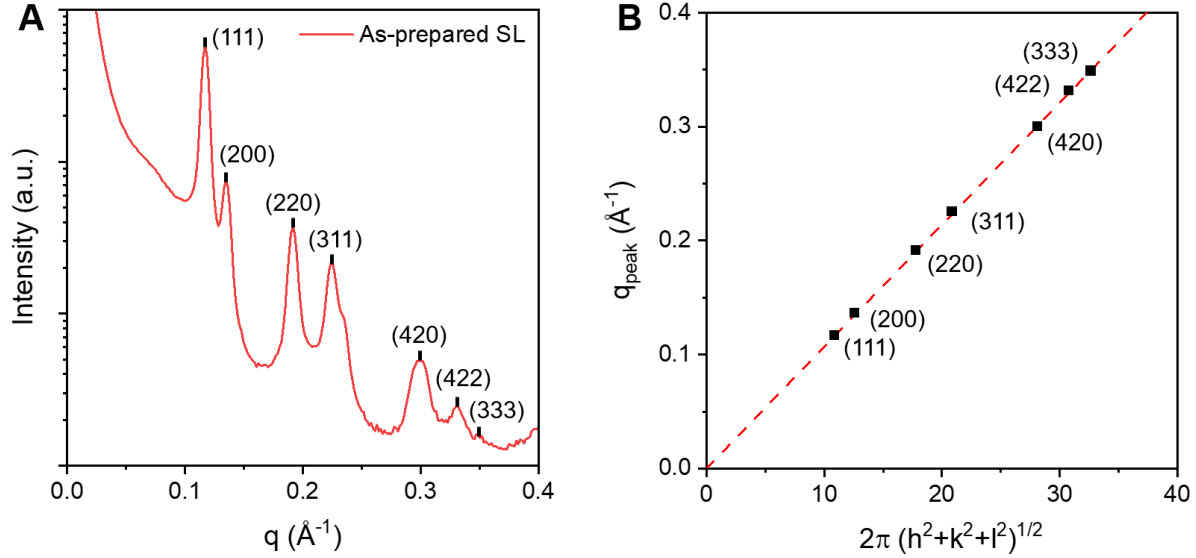 A
Intensity (a.u.)
As-prepared SL
(111)
(200)
(220)
(311)
(420)
(422)
(333)
0.0 0.1 0.2 0.3 0.4
q (Å⁻¹)
B
q_peak (Å⁻¹)
0.4
0.3
0.2
0.1
0.0
(333)
(422)
(420)
(311)
(220)
(200)
(111)
0 10 20 30 40
2π (h²+k²+l²)¹/²